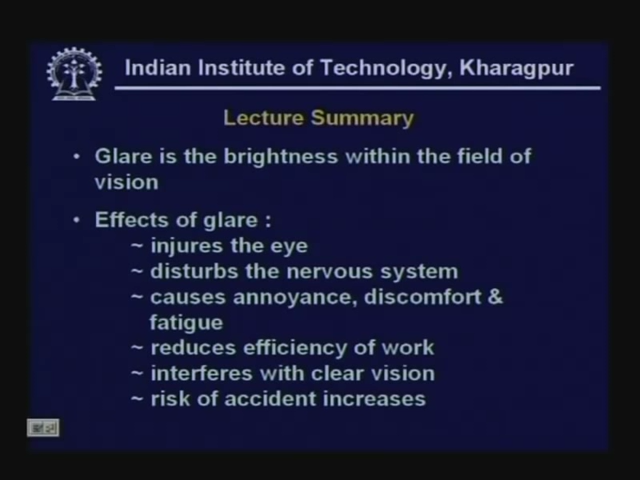 Indian Institute of Technology, Kharagpur
Lecture Summary
• Glare is the brightness within the field of
vision
• Effects of glare :
~ injures the eye
~ disturbs the nervous system
~ causes annoyance, discomfort &
fatigue
~ reduces efficiency of work
~ interferes with clear vision
~ risk of accident increases